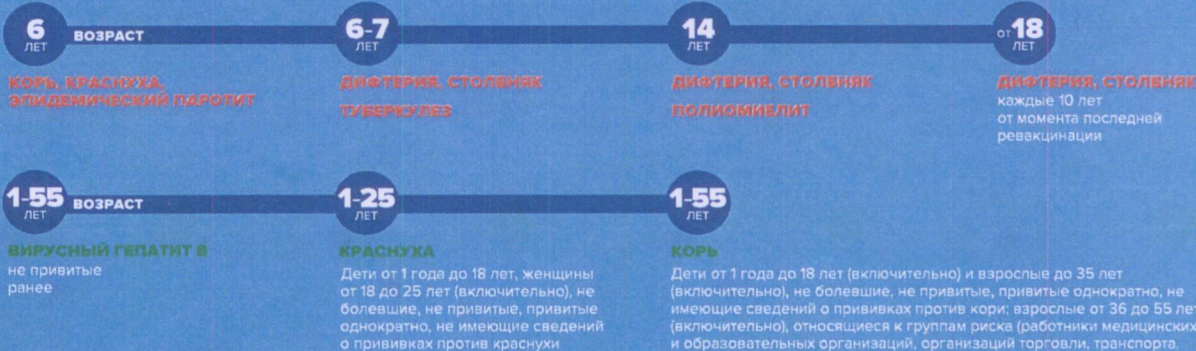 6 ЛЕТ ВОЗРАСТ
6-7 ЛЕТ
14 ЛЕТ
от 18 ЛЕТ
КОРЬ, КРАСНУХА,
ЭПИДЕМИЧЕСКИЙ ПАРОТИТ
ДИФТЕРИЯ, СТОЛБНЯК
ТУБЕРКУЛЕЗ
ДИФТЕРИЯ, СТОЛБНЯК
ПОЛИОМИЕЛИТ
ДИФТЕРИЯ, СТОЛБНЯК
каждые 10 лет
от момента последней
ревакцинации
1-55 ЛЕТ ВОЗРАСТ
1-25 ЛЕТ
1-55 ЛЕТ
ВИРУСНЫЙ ГЕПАТИТ В
не привитые
ранее
КРАСНУХА
Дети от 1 года до 18 лет, женщины
от 18 до 25 лет (включительно), не
болевшие, не привитые, привитые
однократно, не имеющие сведений
о прививках против краснухи
КОРЬ
Дети от 1 года до 18 лет (включительно) и взрослые до 35 лет
(включительно), не болевшие, не привитые, привитые однократно, не
имеющие сведений о прививках против кори; взрослые от 36 до 55 лет
(включительно), относящиеся к группам риска (работники медицинских
и образовательных организаций, организаций торговли, транспорта,